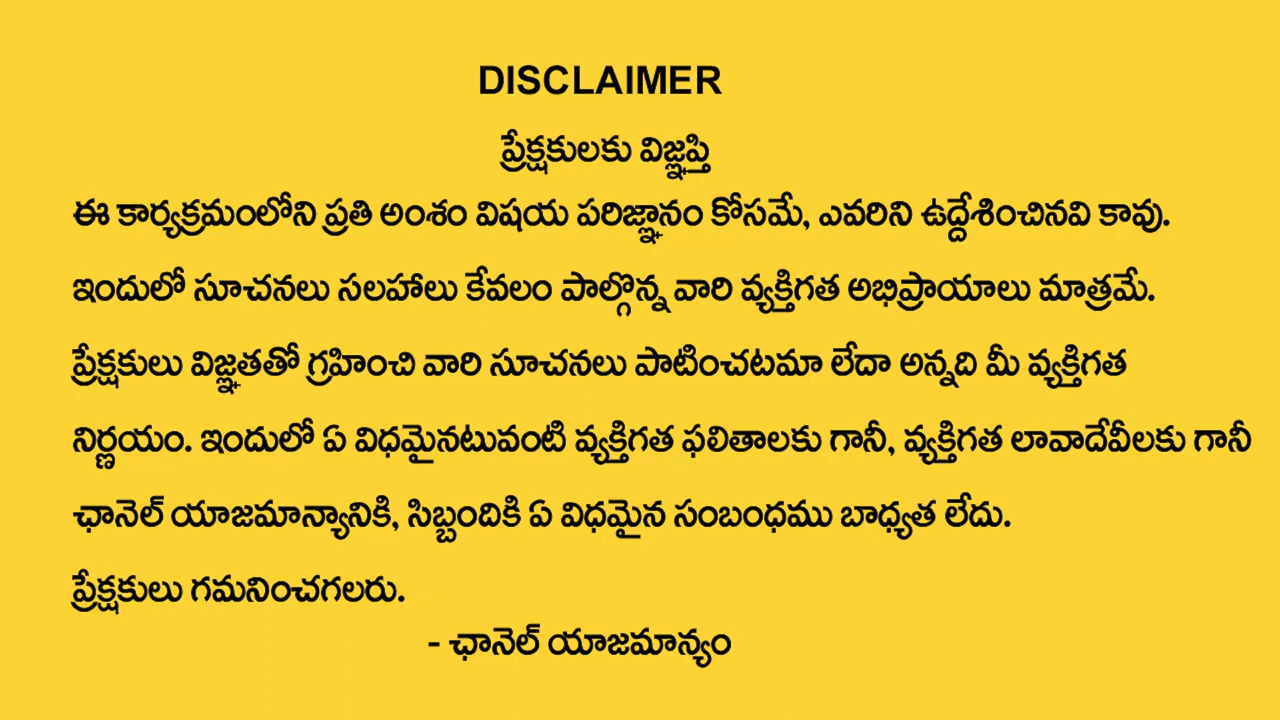 DISCLAIMER
ప్రేక్షకులకు విజ్ఞప్తి
ఈ కార్యక్రమంలోని ప్రతి అంశం విషయ పరిజ్ఞానం కోసమే, ఎవరిని ఉద్దేశించినవి కావు.
ఇందులో సూచనలు సలహాలు కేవలం పాల్గొన్న వారి వ్యక్తిగత అభిప్రాయాలు మాత్రమే.
ప్రేక్షకులు విజ్ఞతతో గ్రహించి వారి సూచనలు పాటించటమా లేదా అన్నది మీ వ్యక్తిగత
నిర్ణయం. ఇందులో ఏ విధమైనటువంటి వ్యక్తిగత ఫలితాలకు గానీ, వ్యక్తిగత లావాదేవీలకు గానీ
ఛానెల్ యాజమాన్యానికి, సిబ్బందికి ఏ విధమైన సంబంధము బాధ్యత లేదు.
ప్రేక్షకులు గమనించగలరు.
- ఛానెల్ యాజమాన్యం